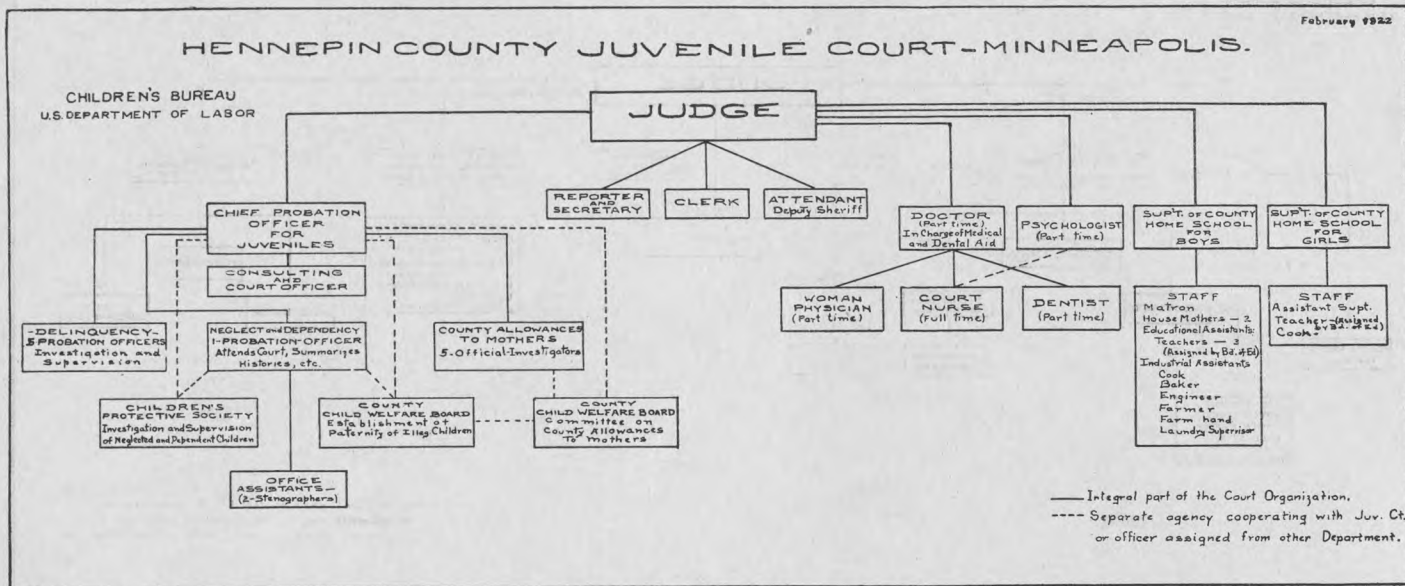 February 1922
HENNEPIN COUNTY JUVENILE COURT-MINNEAPOLIS.
CHILDREN'S BUREAU
U.S. DEPARTMENT OF LABOR
JUDGE
REPORTER
AND
SECRETARY
CLERK
ATTENDANT
Deputy Sheriff
CHIEF PROBATION
OFFICER
FOR
JUVENILES
CONSULTING
AND
COURT OFFICER
DOCTOR
(Part time)
In Charge of Medical
and Dental Aid
PSYCHOLOGIST
(Part time)
SUP'T. OF COUNTY
HOME SCHOOL
FOR
BOYS
SUP'T. OF COUNTY
HOME SCHOOL
FOR
GIRLS
WOMAN
PHYSICIAN
(Part time)
COURT
NURSE
(Full Time)
DENTIST
(Part time)
STAFF
Matron
House Mothers — 2
Educational Assistants:
Teachers — 3
(Assigned by Bd. of Ed)
Industrial Assistants
Cook
Baker
Engineer
Farmer
Farm hand
Laundry Supervisor
STAFF
Assistant Supt.
Teacher-(Assigned
by Bd. of Ed)
Cook-
-DELINQUENCY-
5 PROBATION OFFICERS
Investigation and
Supervision
NEGLECT and DEPENDENCY
1-PROBATION-OFFICER
Attends Court, Summarizes
Histories, etc.
COUNTY ALLOWANCES
TO MOTHERS
5-Official-Investigators
CHILDREN'S
PROTECTIVE SOCIETY
Investigation and Supervision
of Neglected and Dependent Children
COUNTY
CHILD WELFARE BOARD
Establishment of
Paternity of Illeg. Children
COUNTY
CHILD WELFARE BOARD
Committee on
County Allowances
To Mothers
OFFICE
ASSISTANTS—
(2-Stenographers)
Integral part of the Court Organization.
Separate agency cooperating with Juv. Ct.
or officer assigned from other Department.